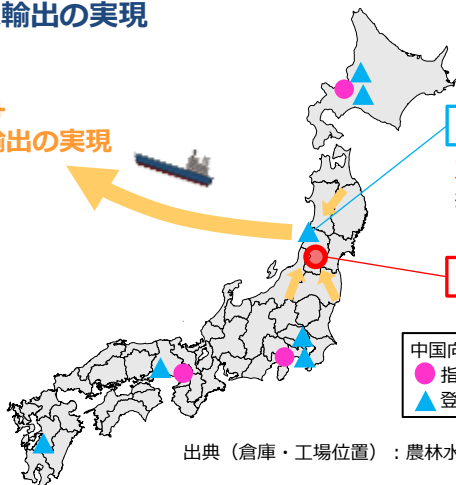 輸出の実現
輸出の実現
中国向
指
登
出典（倉庫・工場位置）：農林水